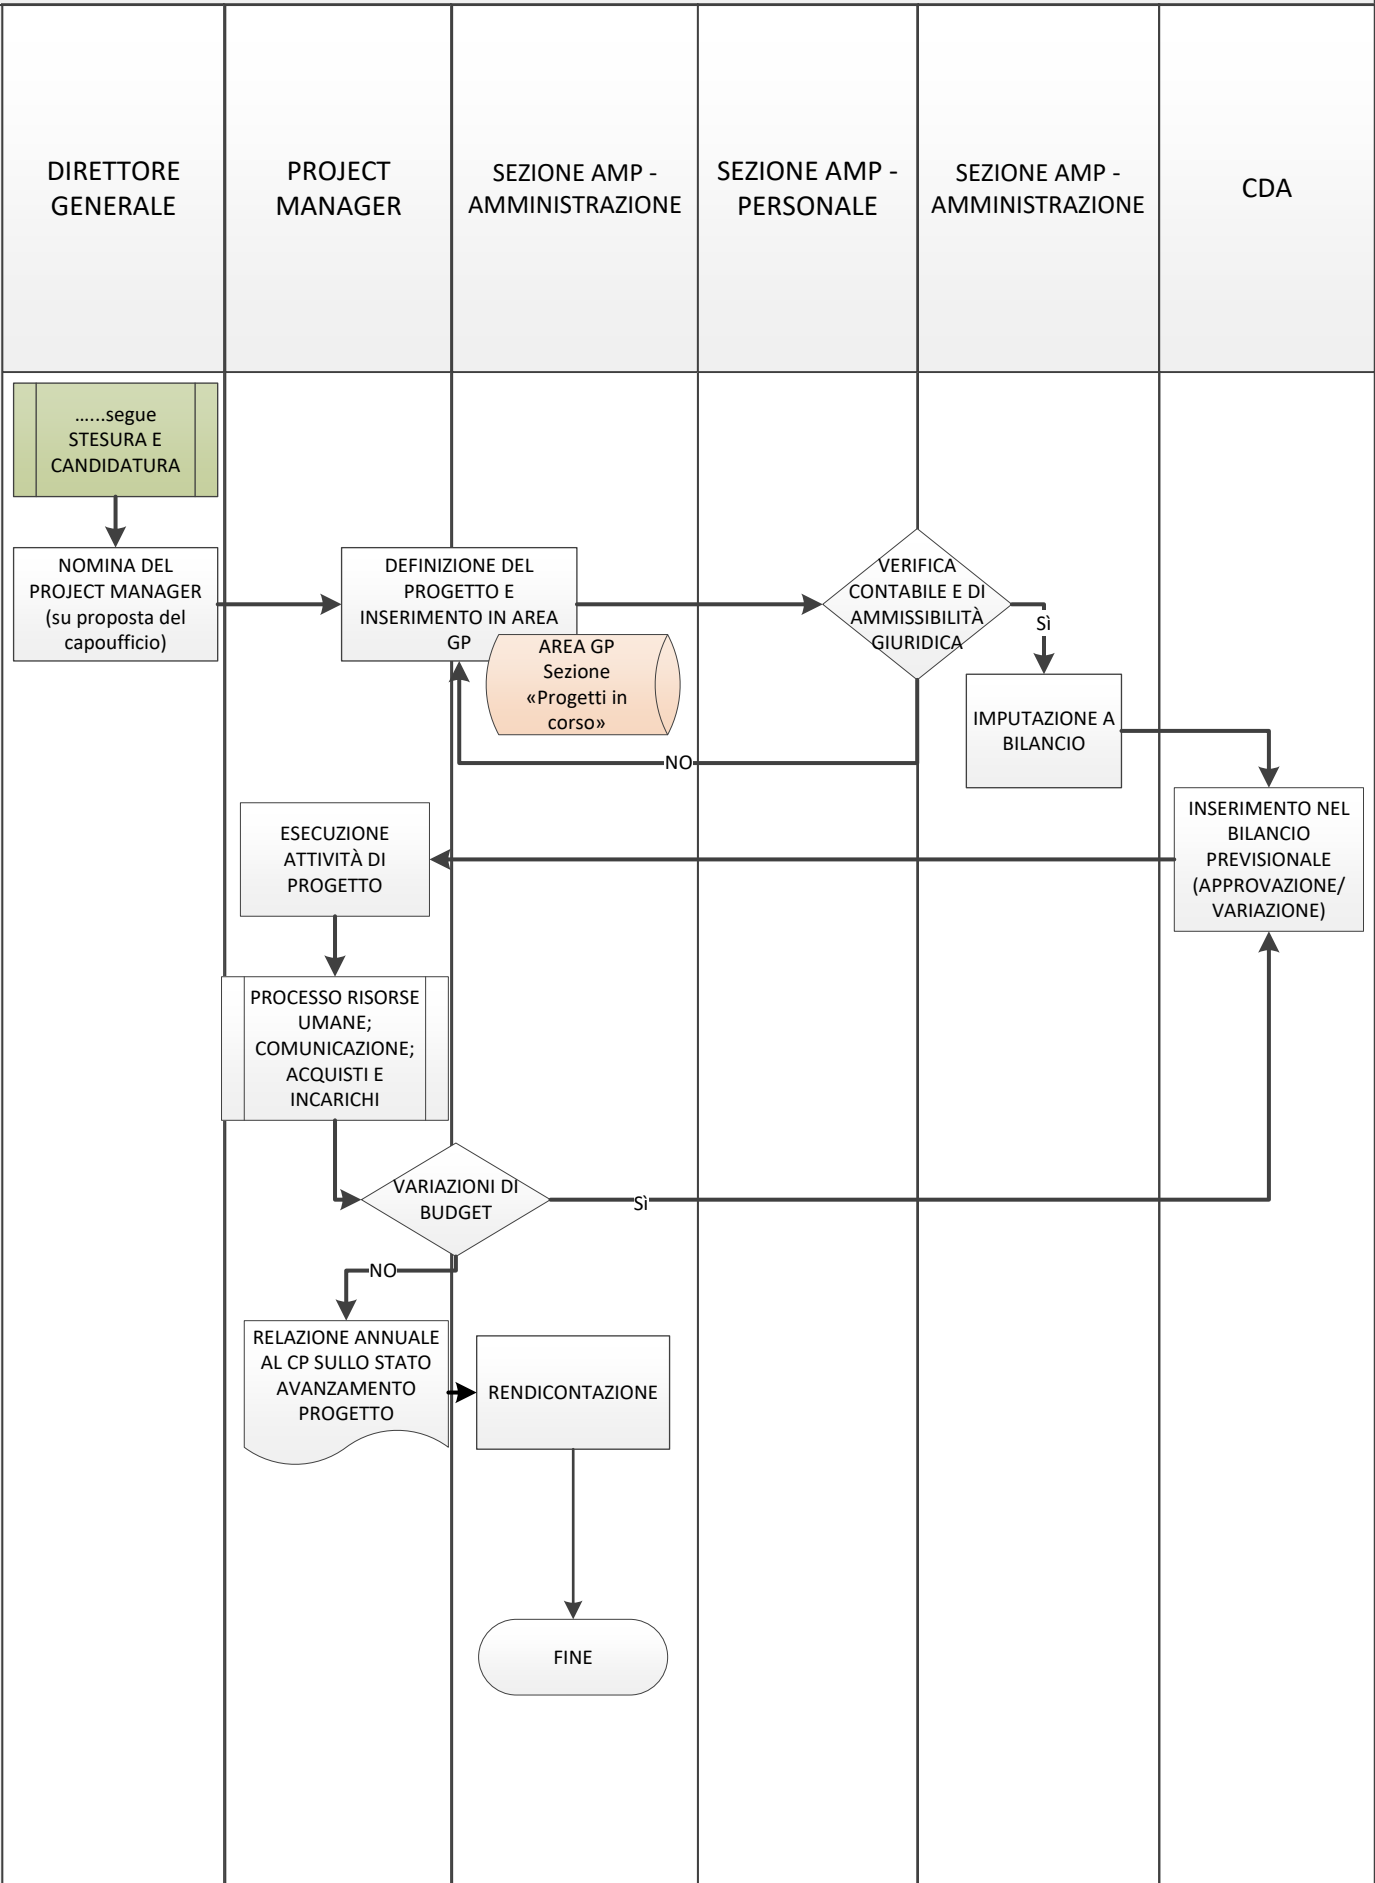 DIRETTORE
GENERALE
PROJECT
MANAGER
SEZIONE AMP -
AMMINISTRAZIONE
SEZIONE AMP -
PERSONALE
SEZIONE AMP -
AMMINISTRAZIONE
CDA
…...segue
STESURA E
CANDIDATURA
NOMINA DEL
PROJECT MANAGER
(su proposta del
capoufficio)
DEFINIZIONE DEL
PROGETTO E
INSERIMENTO IN AREA
GP
AREA GP
Sezione
«Progetti in
corso»
VERIFICA
CONTABILE E DI
AMMISSIBILITÀ
GIURIDICA
Sì
NO
IMPUTAZIONE A
BILANCIO
INSERIMENTO NEL
BILANCIO
PREVISIONALE
(APPROVAZIONE/
VARIAZIONE)
ESECUZIONE
ATTIVITÀ DI
PROGETTO
PROCESSO RISORSE
UMANE;
COMUNICAZIONE;
ACQUISTI E
INCARICHI
VARIAZIONI DI
BUDGET
Sì
NO
RELAZIONE ANNUALE
AL CP SULLO STATO
AVANZAMENTO
PROGETTO
RENDICONTAZIONE
FINE